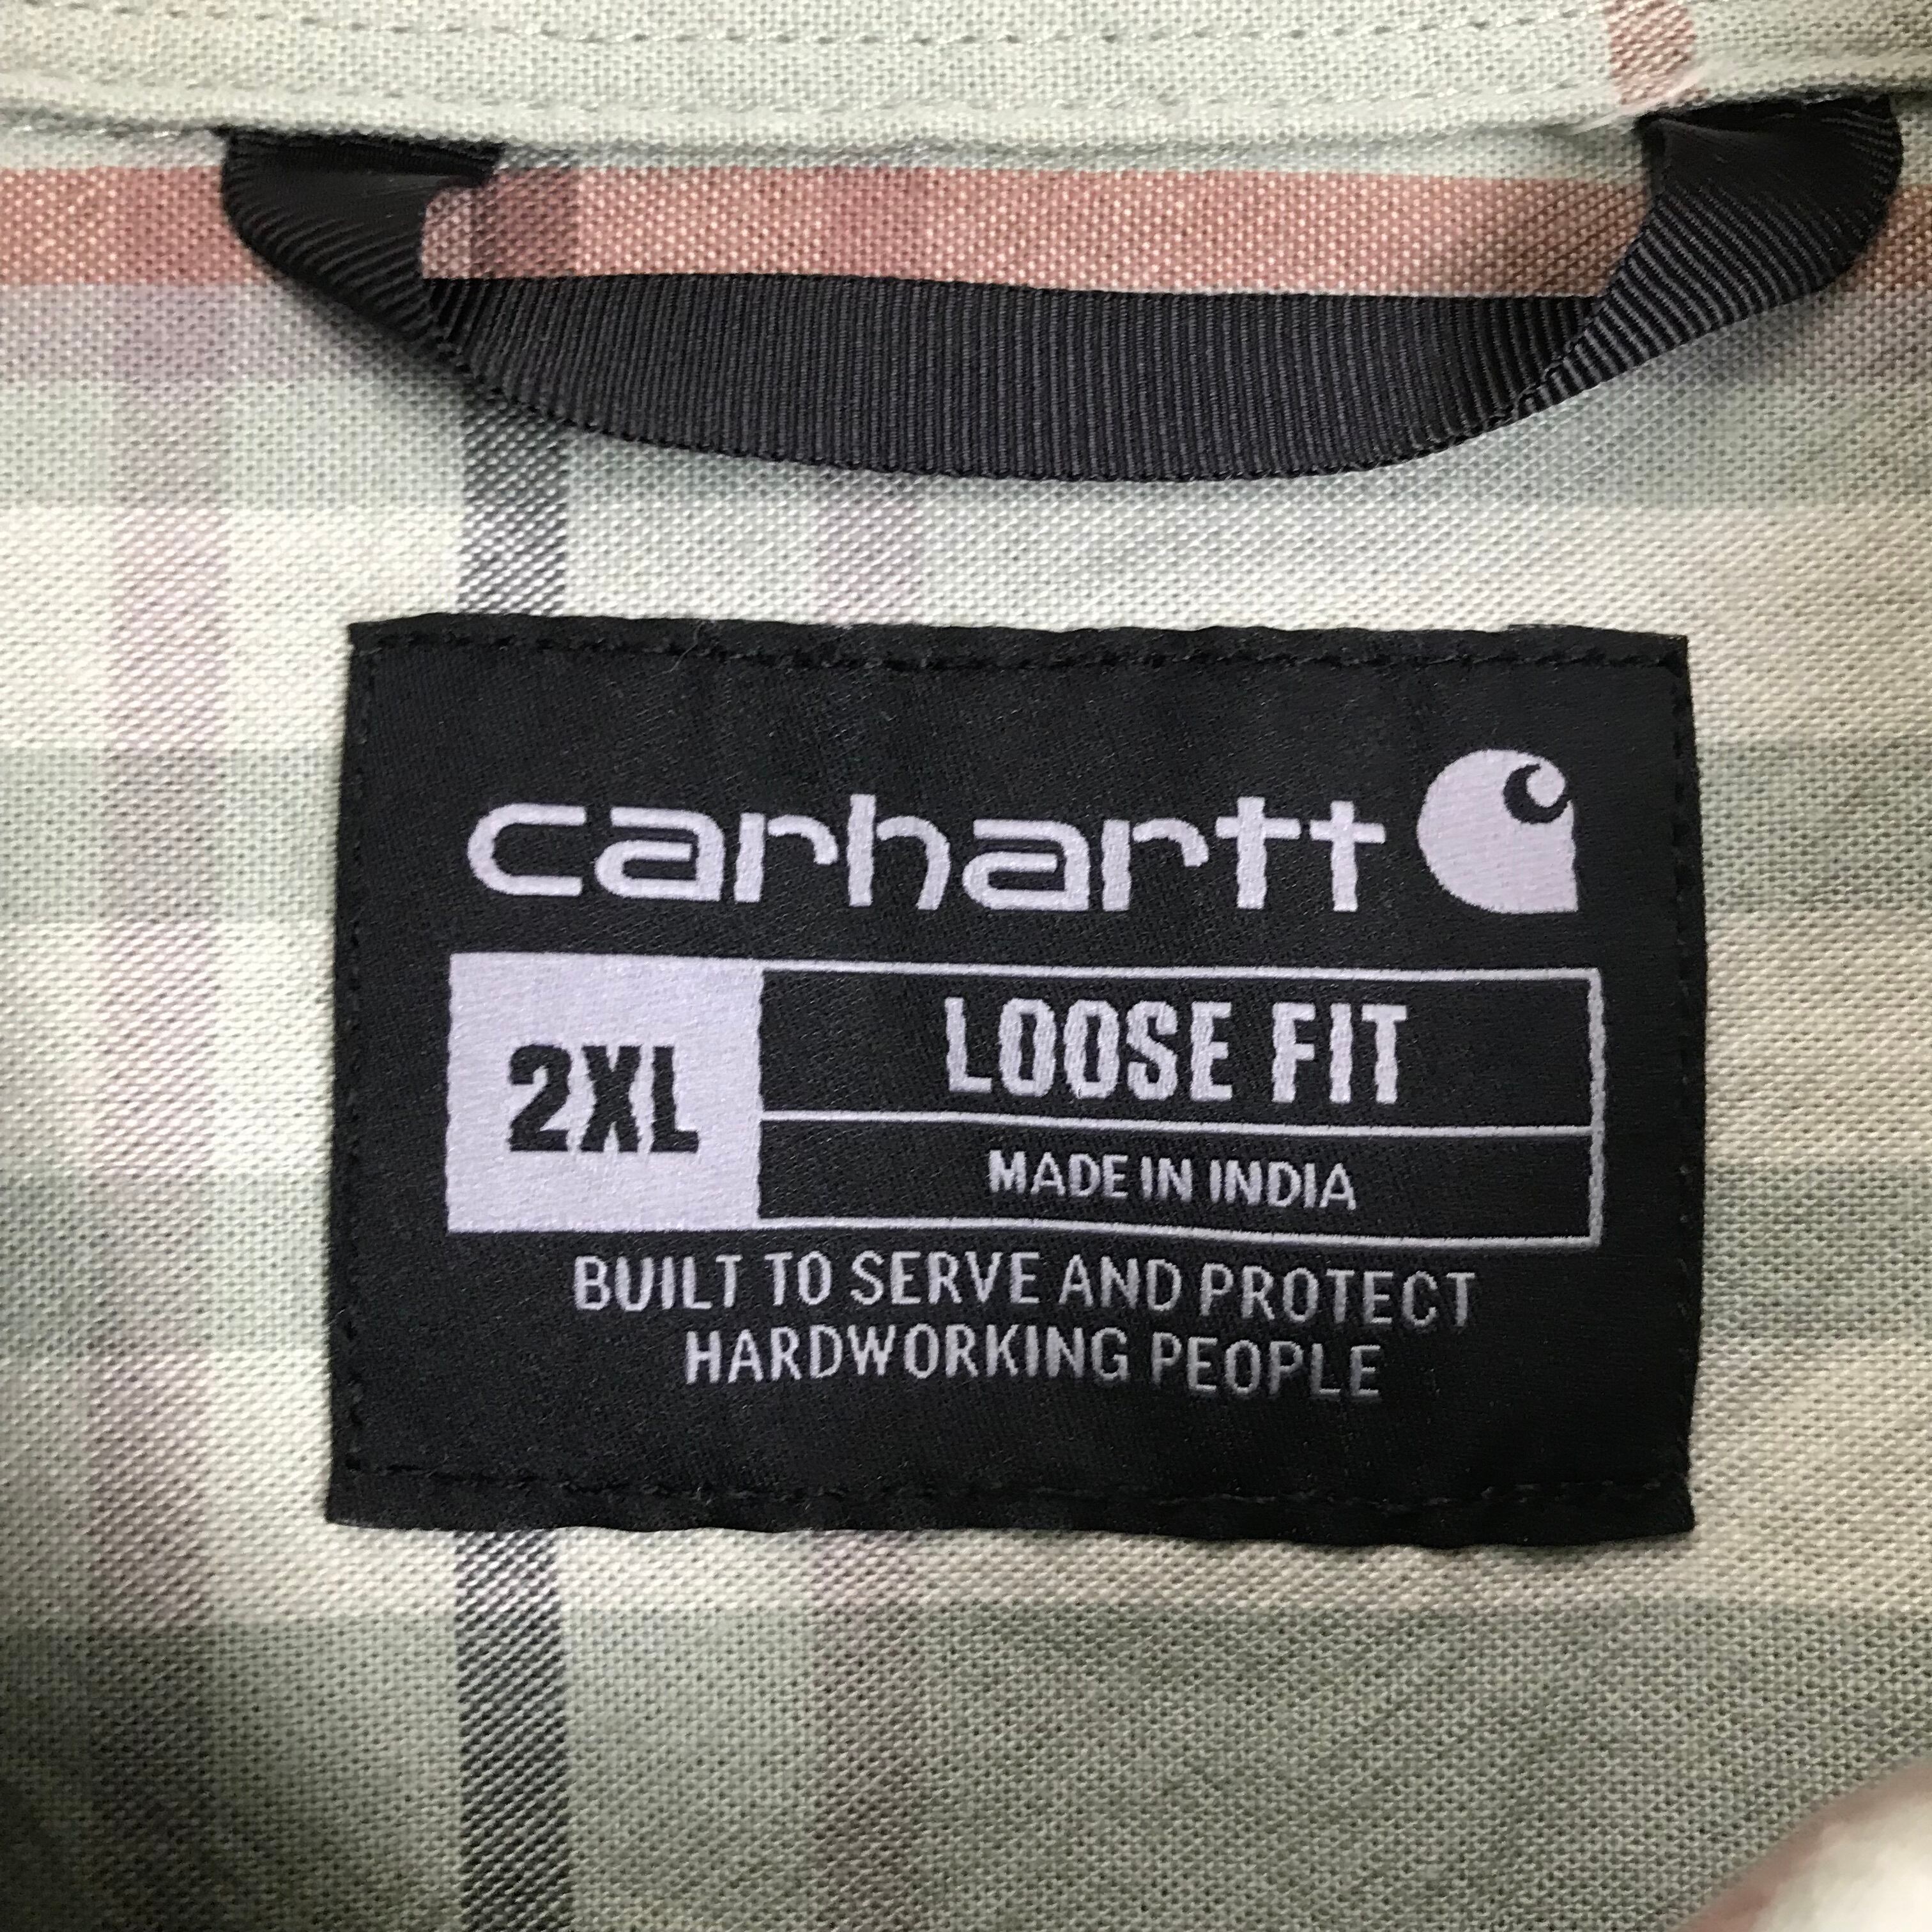 carhartt
2XL
LOOSE FIT
MADE IN INDIA
BUILT TO SERVE AND PROTECT
HARDWORKING PEOPLE